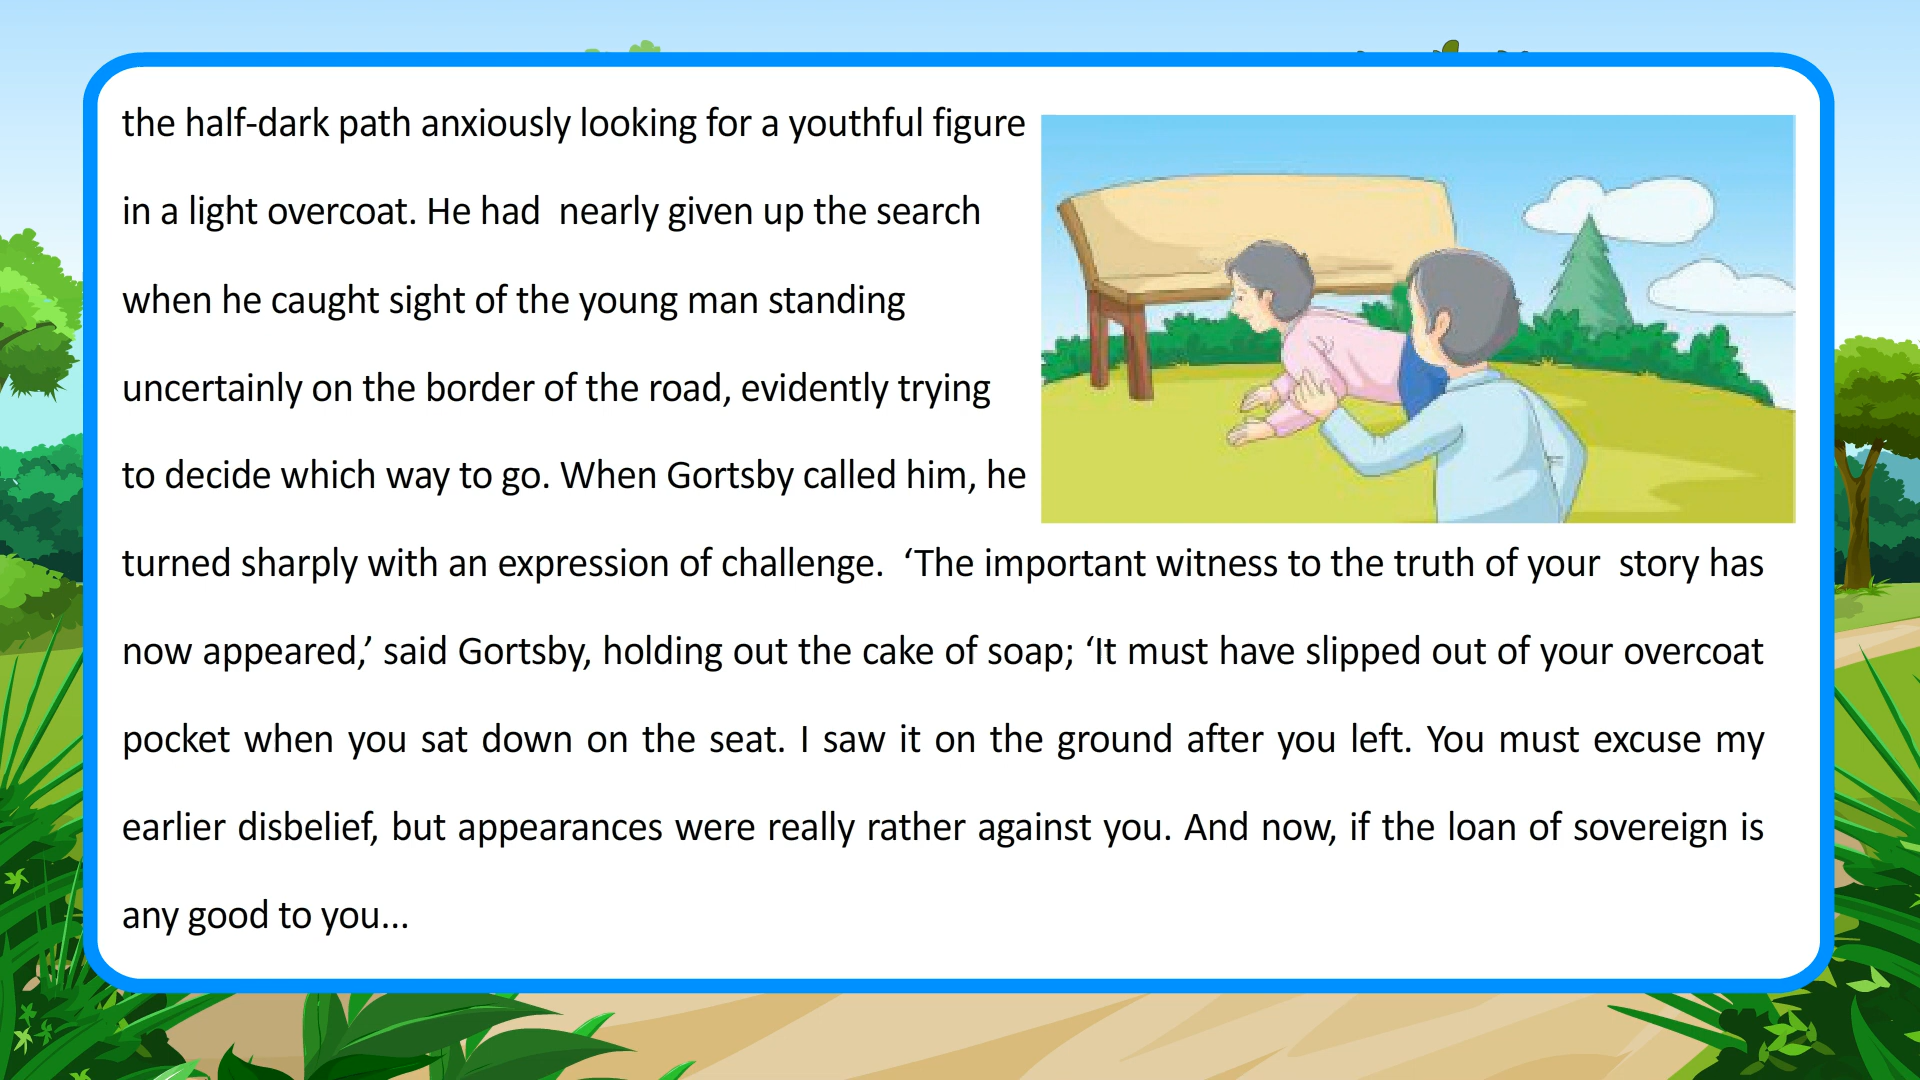 the half-dark path anxiously looking for a youthful figure
in a light overcoat. He had  nearly given up the search
when he caught sight of the young man standing
uncertainly on the border of the road, evidently trying
to decide which way to go. When Gortsby called him, he
turned sharply with an expression of challenge.  ‘The important witness to the truth of your  story has
now appeared,’ said Gortsby, holding out the cake of soap; ‘It must have slipped out of your overcoat
pocket when you sat down on the seat. I saw it on the ground after you left. You must excuse my
earlier disbelief, but appearances were really rather against you. And now, if the loan of sovereign is
any good to you...